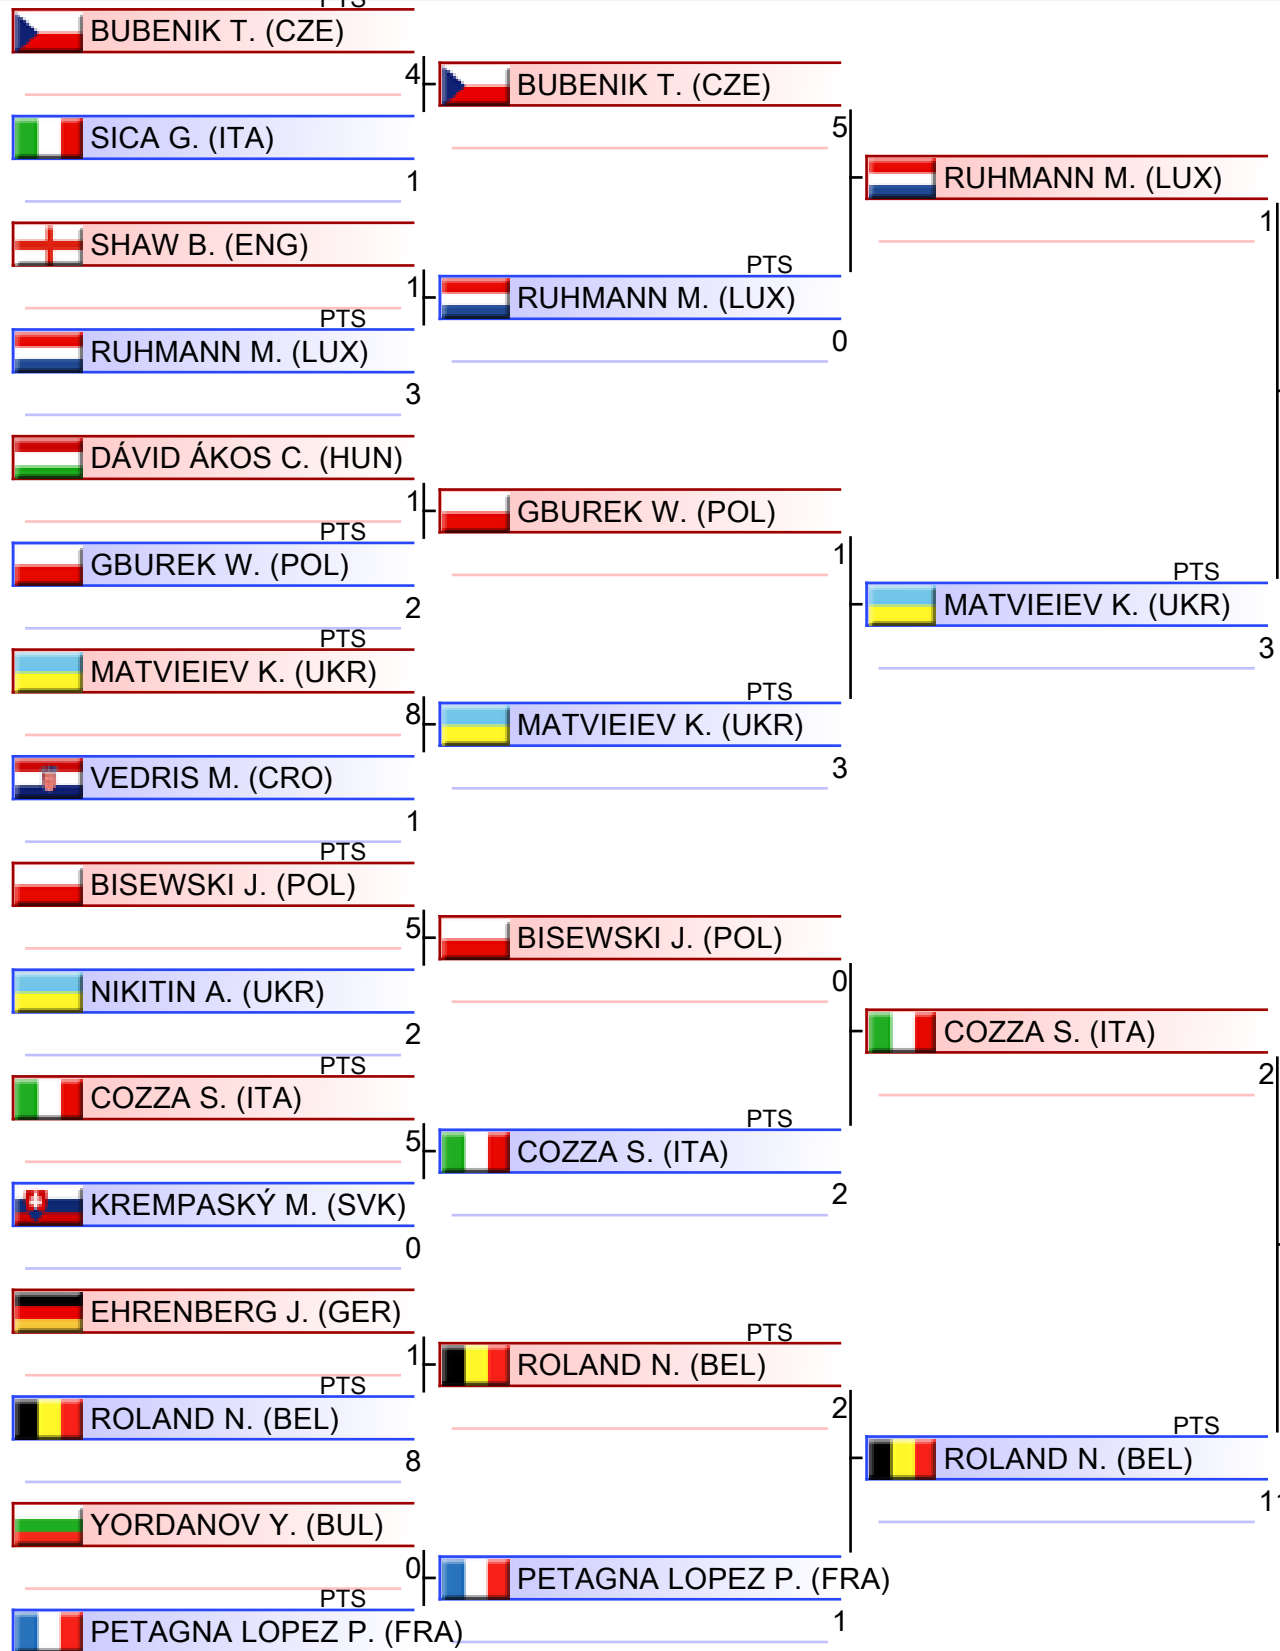 PTS
BUBENIK T. (CZE)
4
SICA G. (ITA)
1
SHAW B. (ENG)
1
PTS
RUHMANN M. (LUX)
3
DÁVID ÁKOS C. (HUN)
1
PTS
GBUREK W. (POL)
2
PTS
MATVIEIEV K. (UKR)
8
VEDRIS M. (CRO)
1
PTS
BISEWSKI J. (POL)
5
NIKITIN A. (UKR)
2
PTS
COZZA S. (ITA)
5
KREMPASKÝ M. (SVK)
0
EHRENBERG J. (GER)
1
PTS
ROLAND N. (BEL)
8
YORDANOV Y. (BUL)
0
PTS
PETAGNA LOPEZ P. (FRA)
BUBENIK T. (CZE)
5
PTS
RUHMANN M. (LUX)
0
GBUREK W. (POL)
1
PTS
MATVIEIEV K. (UKR)
3
BISEWSKI J. (POL)
0
PTS
COZZA S. (ITA)
2
PTS
ROLAND N. (BEL)
2
PETAGNA LOPEZ P. (FRA)
1
RUHMANN M. (LUX)
1
PTS
MATVIEIEV K. (UKR)
3
COZZA S. (ITA)
2
PTS
ROLAND N. (BEL)